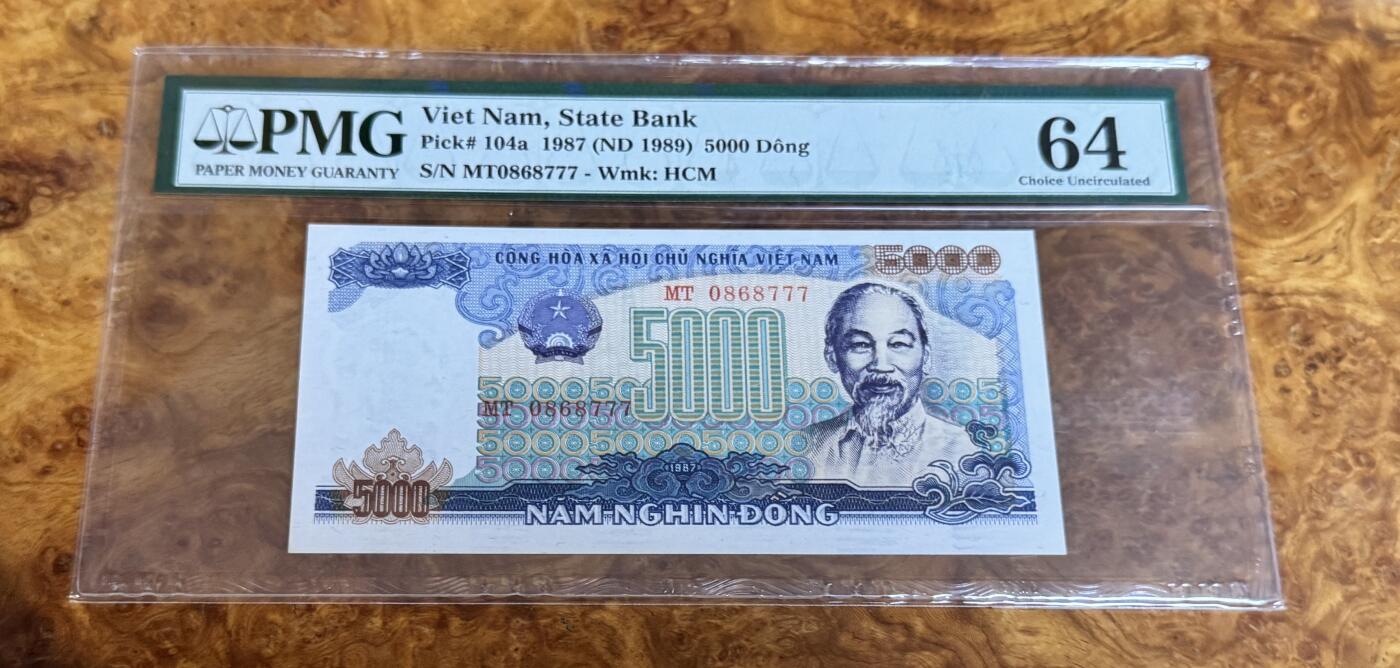 PMG
PAPER MONEY GUARANTY
Viet Nam, State Bank
Pick# 104a 1987 (ND 1989) 5000 Dông
S/N MT0868777 - Wmk: HCM
64
Choice Uncirculated
CỘNG HÒA XÃ HỘI CHỦ NGHĨA VIỆT NAM
5000
MT 0868777
5000
MT 0868777
1987
5000
NĂM NGHÌN ĐỒNG